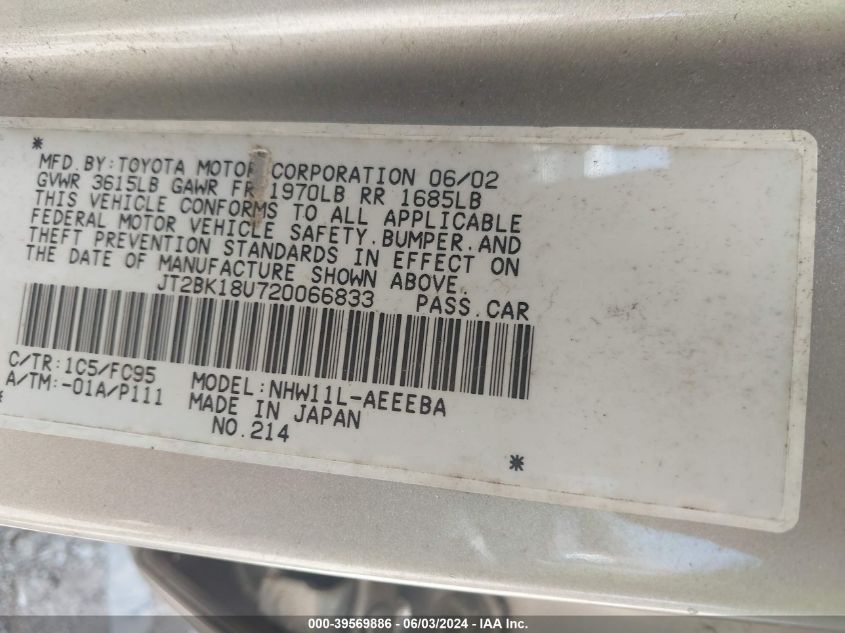 *
MFD. BY: TOYOTA MOTOR CORPORATION 06/02
GVWR 3615LB GAWR FR 1970LB RR 1685LB
THIS VEHICLE CONFORMS TO ALL APPLICABLE
FEDERAL MOTOR VEHICLE SAFETY, BUMPER, AND
THEFT PREVENTION STANDARDS IN EFFECT ON
THE DATE OF MANUFACTURE SHOWN ABOVE.
JT2BK18U720066833 PASS. CAR
C/TR: 1C5/FC95 MODEL: NHW11L-AEEEBA
A/TM: -01A/P111 MADE IN JAPAN
* NO. 214
*
000-39569886 - 06/03/2024 - IAA Inc.